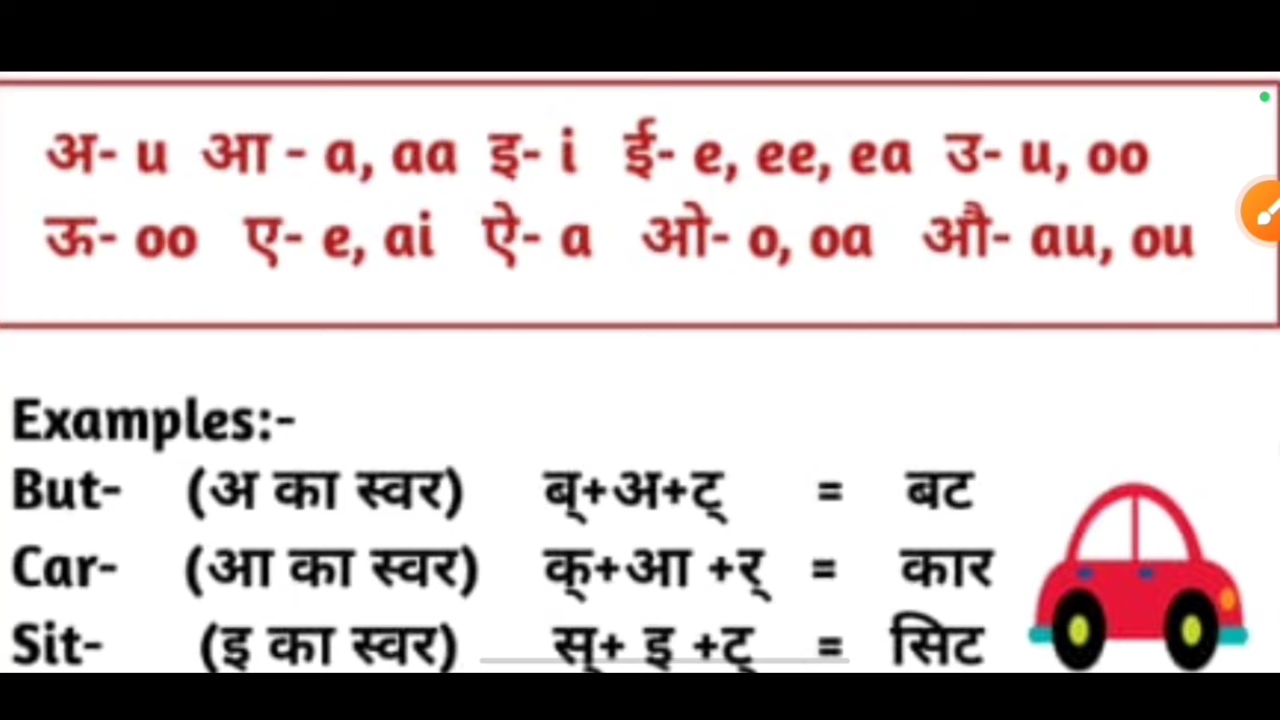 अ- u आ - a, aa इ- i ई- e, ee, ea उ- u, oo
ऊ- oo ए- e, ai ऐ- a ओ- o, oa औ- au, ou
Examples:-
But- (अ का स्वर) ब्+अ+ट् = बट
Car- (आ का स्वर) क्+आ +र् = कार
Sit- (इ का स्वर) स्+ इ +ट् = सिट